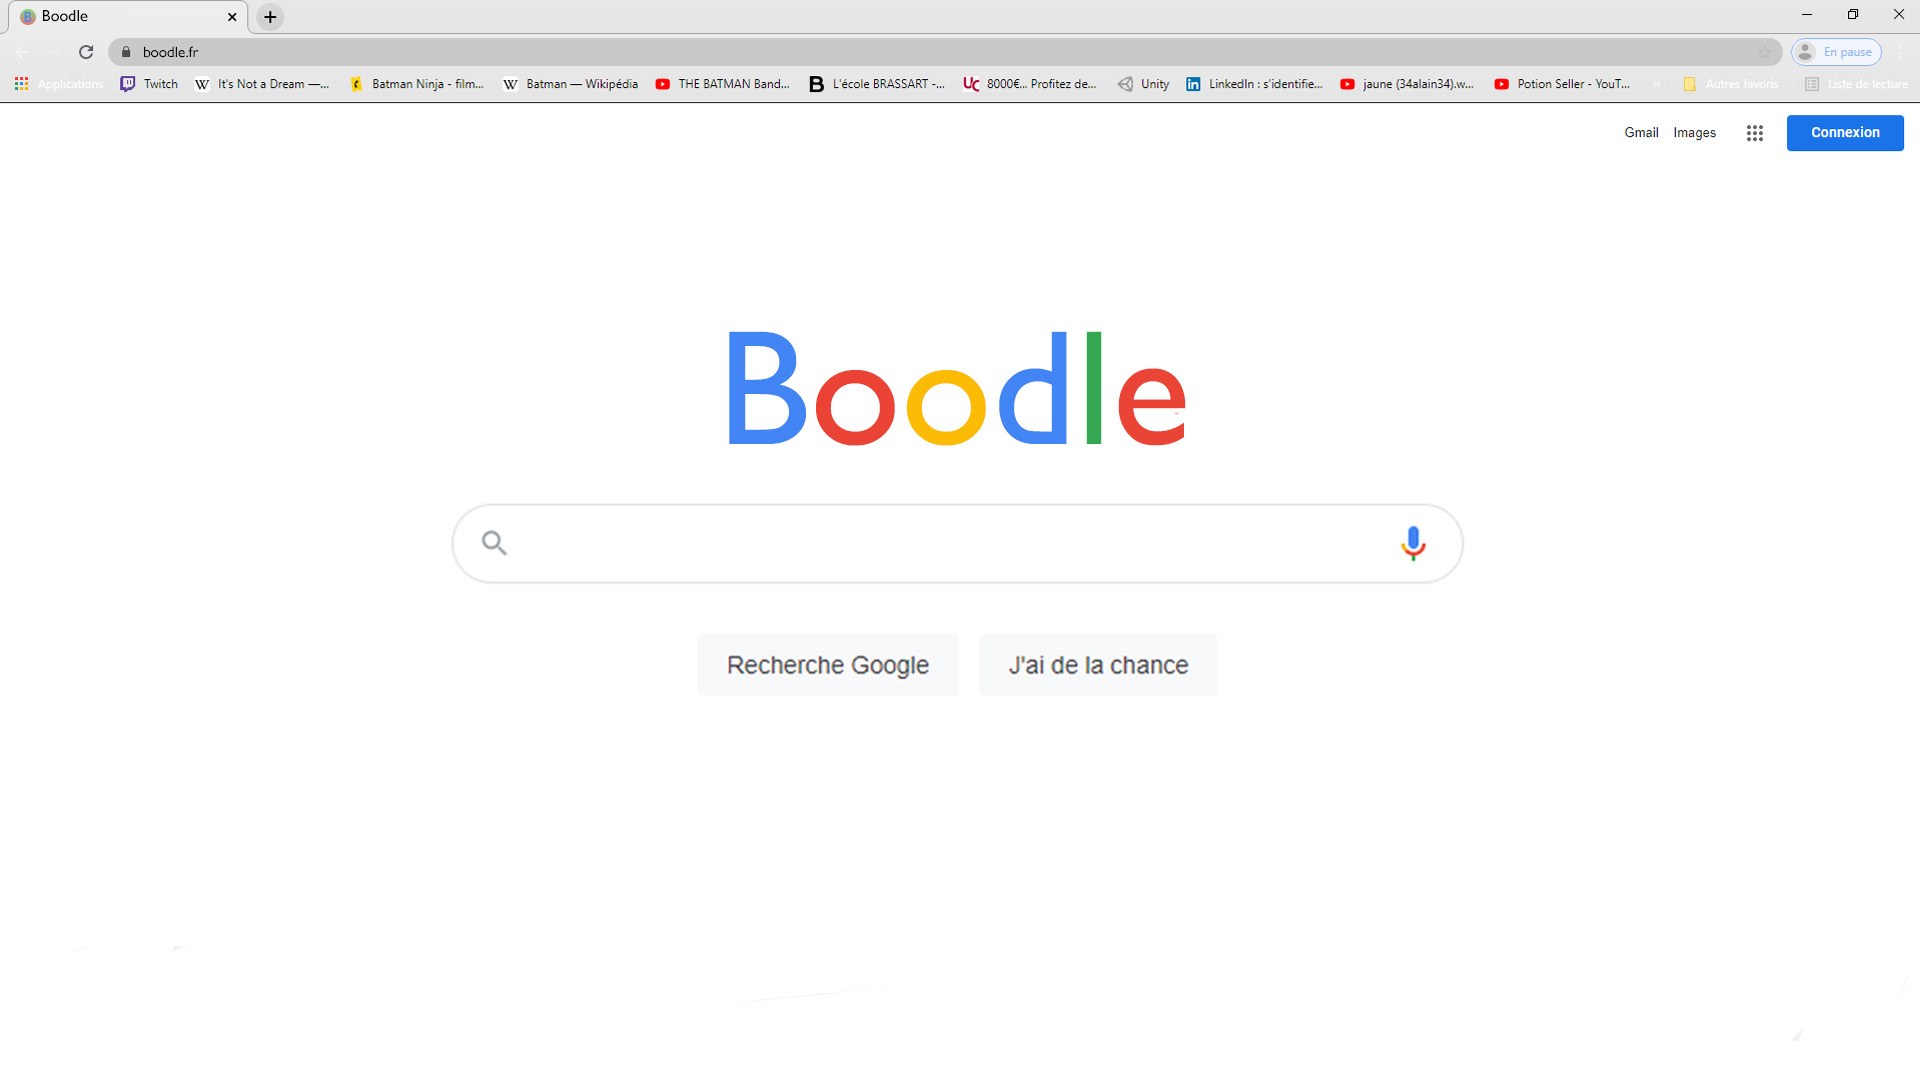 Boodle
boodle.fr
En pause
Applications Twitch It's Not a Dream —... Batman Ninja - film... Batman — Wikipédia THE BATMAN Band... L'école BRASSART -... 8000€... Profitez de... Unity LinkedIn : s'identifie... jaune (34alain34).w... Potion Seller - YouT... » Autres favoris Liste de lecture
Gmail Images Connexion
Boodle
Recherche Google J'ai de la chance